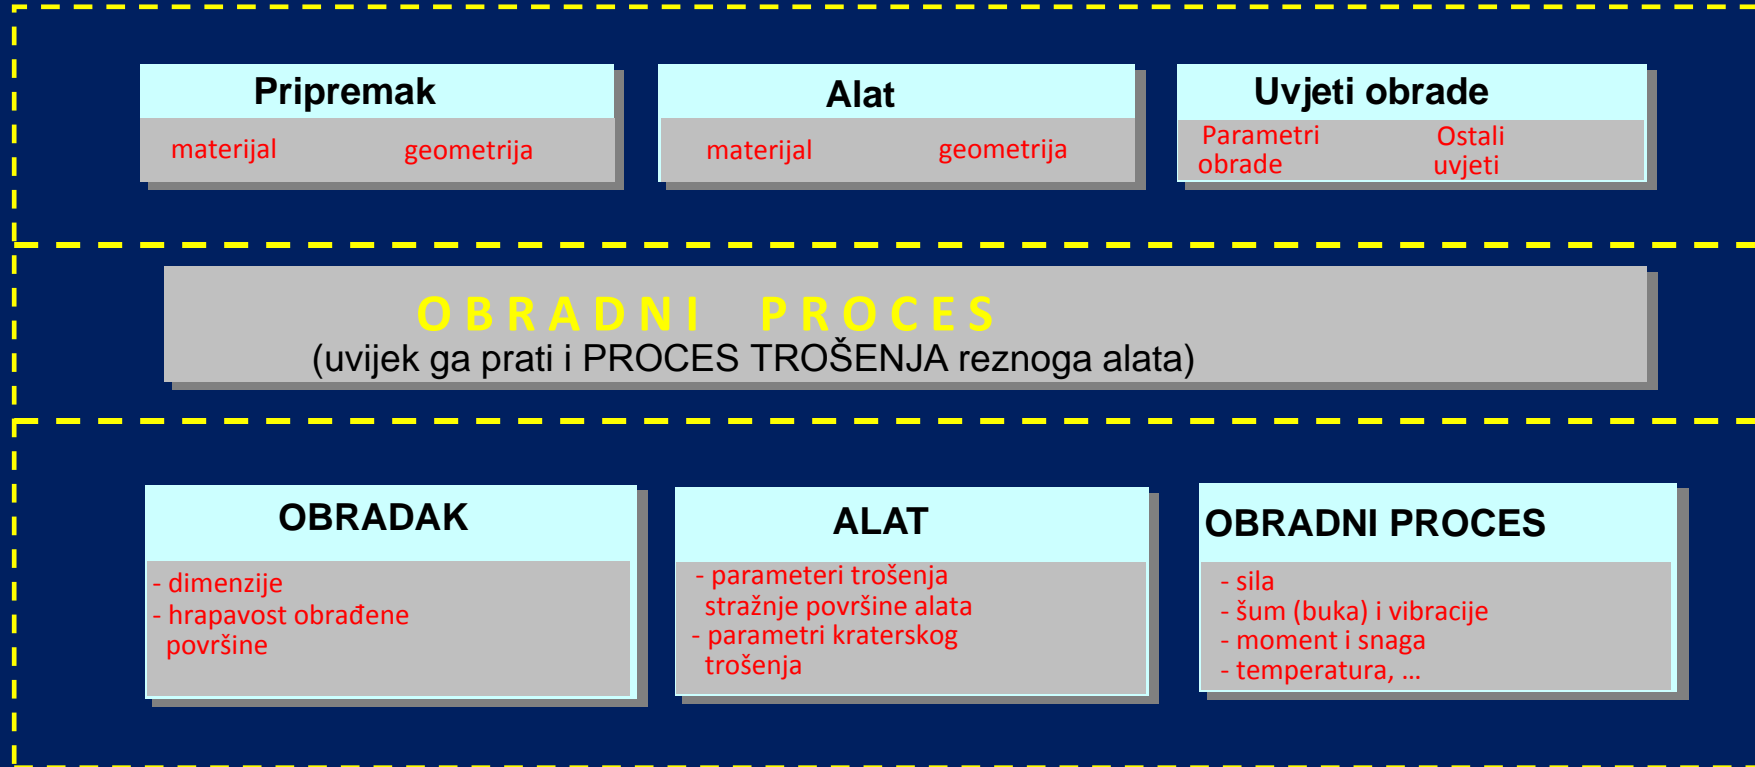 Pripremak
materijal geometrija
Alat
materijal geometrija
Uvjeti obrade
Parametri Ostali
obrade uvjeti
OBRADNI PROCES
(uvijek ga prati i PROCES TROŠENJA reznoga alata)
OBRADAK
- dimenzije
- hrapavost obrađene
površine
ALAT
- parameteri trošenja
stražnje površine alata
- parametri kraterskog
trošenja
OBRADNI PROCES
- sila
- šum (buka) i vibracije
- moment i snaga
- temperatura, ...